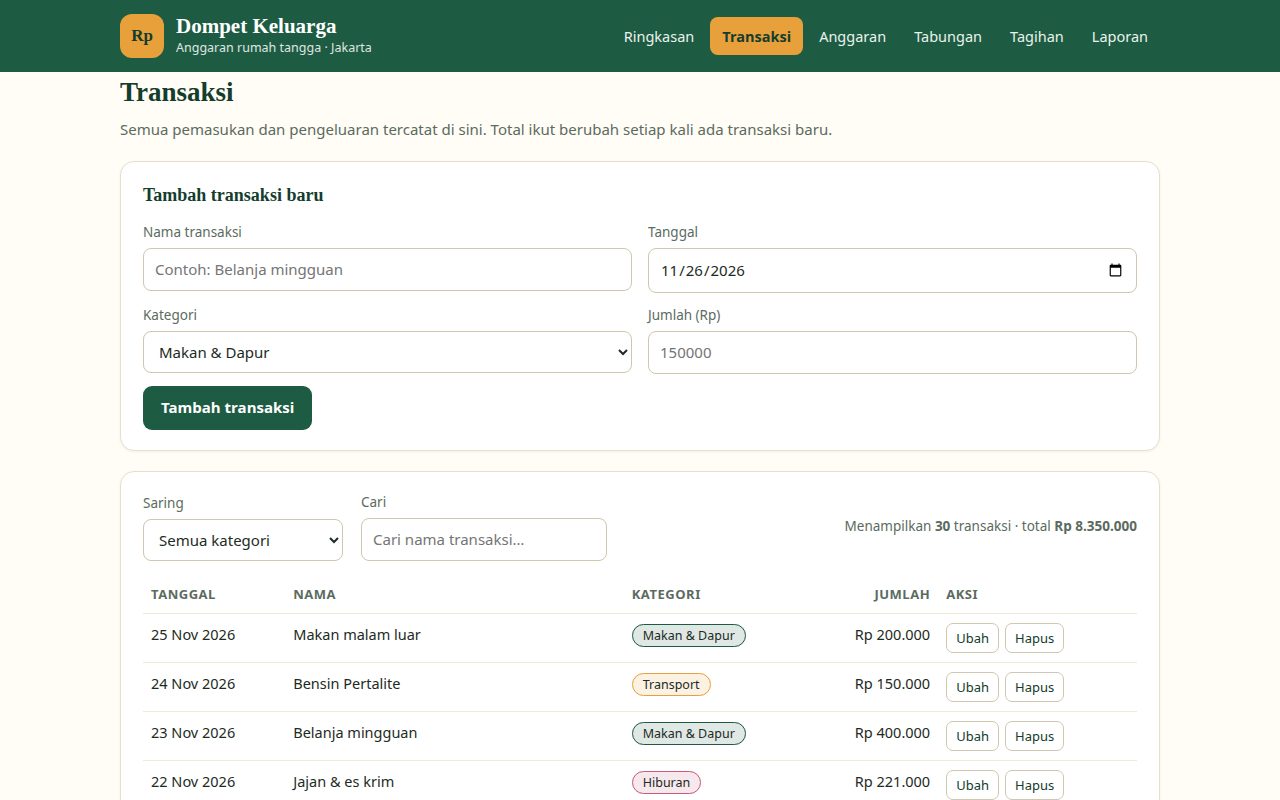 Rp
Dompet Keluarga
Anggaran rumah tangga · Jakarta
Ringkasan Transaksi Anggaran Tabungan Tagihan Laporan
Transaksi
Semua pemasukan dan pengeluaran tercatat di sini. Total ikut berubah setiap kali ada transaksi baru.
Tambah transaksi baru
Nama transaksi Tanggal
Contoh: Belanja mingguan 11/26/2026
Kategori Jumlah (Rp)
Makan & Dapur 150000
Tambah transaksi
Saring Cari
Semua kategori Cari nama transaksi... Menampilkan 30 transaksi · total Rp 8.350.000
TANGGAL NAMA KATEGORI JUMLAH AKSI
25 Nov 2026 Makan malam luar Makan & Dapur Rp 200.000 Ubah Hapus
24 Nov 2026 Bensin Pertalite Transport Rp 150.000 Ubah Hapus
23 Nov 2026 Belanja mingguan Makan & Dapur Rp 400.000 Ubah Hapus
22 Nov 2026 Jajan & es krim Hiburan Rp 221.000 Ubah Hapus